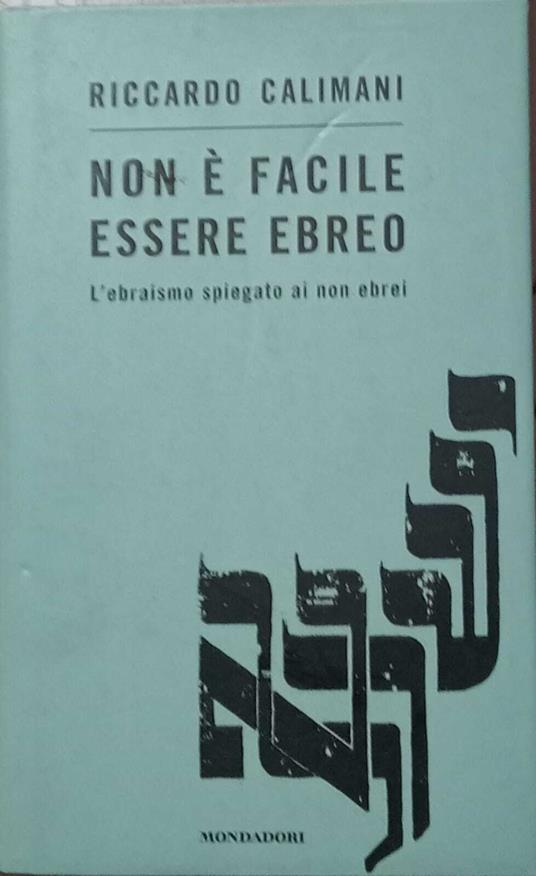 RICCARDO CALIMANI
NON È FACILE
ESSERE EBREO
L'ebraismo spiegato ai non ebrei
MONDADORI